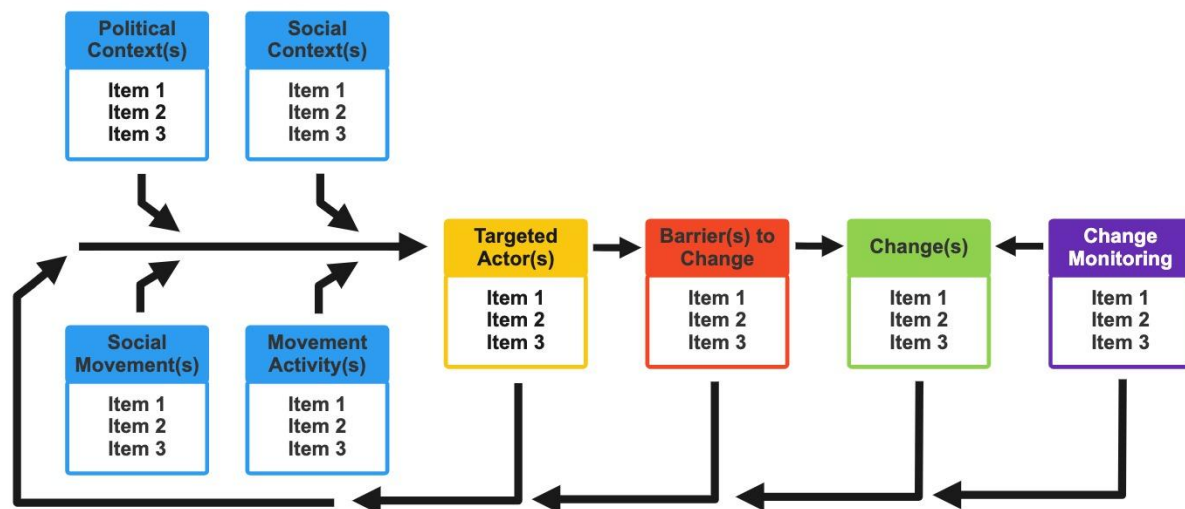 Political
Context(s)
Item 1
Item 2
Item 3
Social
Context(s)
Item 1
Item 2
Item 3
Targeted
Actor(s)
Item 1
Item 2
Item 3
Barrier(s) to
Change
Item 1
Item 2
Item 3
Change(s)
Item 1
Item 2
Item 3
Change
Monitoring
Item 1
Item 2
Item 3
Social
Movement(s)
Item 1
Item 2
Item 3
Movement
Activity(s)
Item 1
Item 2
Item 3